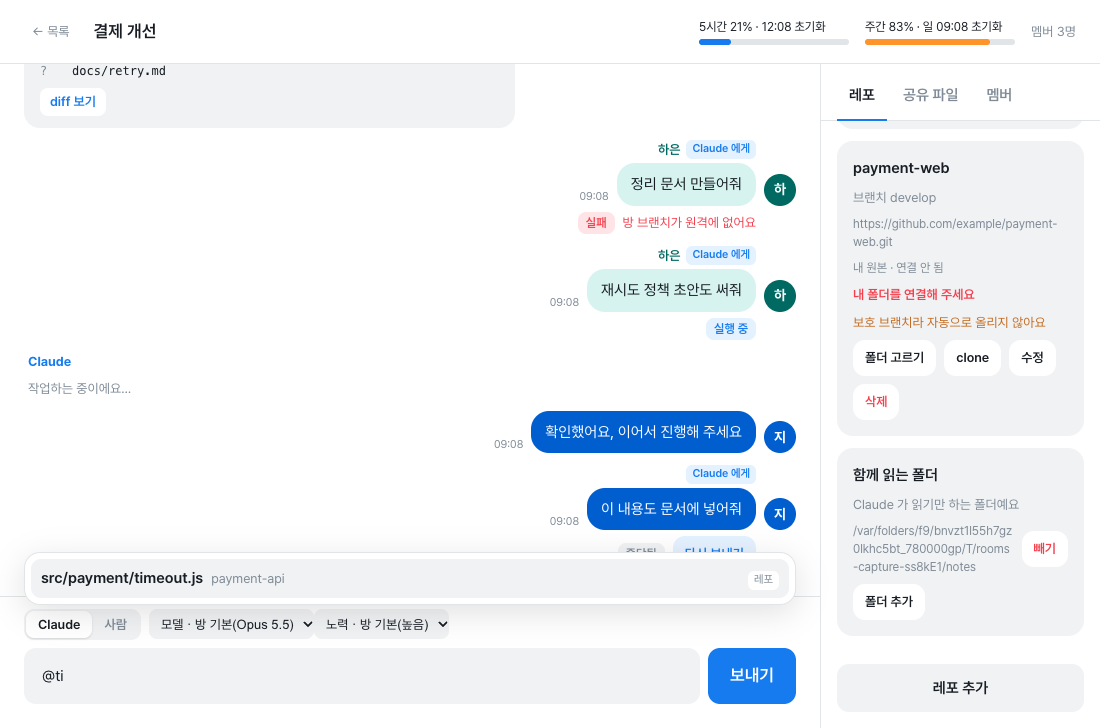 ← 목록
결제 개선
5시간 21% · 12:08 초기화
주간 83% · 일 09:08 초기화
멤버 3명
? docs/retry.md
diff 보기
하은 Claude 에게
정리 문서 만들어줘
09:08
하
실패 방 브랜치가 원격에 없어요
하은 Claude 에게
재시도 정책 초안도 써줘
09:08
하
실행 중
Claude
작업하는 중이에요...
확인했어요, 이어서 진행해 주세요
09:08
지
Claude 에게
이 내용도 문서에 넣어줘
09:08
지
src/payment/timeout.js payment-api
레포
Claude 사람
모델 · 방 기본(Opus 5.5)
노력 · 방 기본(높음)
@ti
보내기
레포 공유 파일 멤버
payment-web
브랜치 develop
https://github.com/example/payment-
web.git
내 원본 · 연결 안 됨
내 폴더를 연결해 주세요
보호 브랜치라 자동으로 올리지 않아요
폴더 고르기 clone 수정
삭제
함께 읽는 폴더
Claude 가 읽기만 하는 폴더예요
/var/folders/f9/bnvzt1l55h7gz
0lkhc5bt_780000gp/T/rooms
-capture-ss8kE1/notes
빼기
폴더 추가
레포 추가